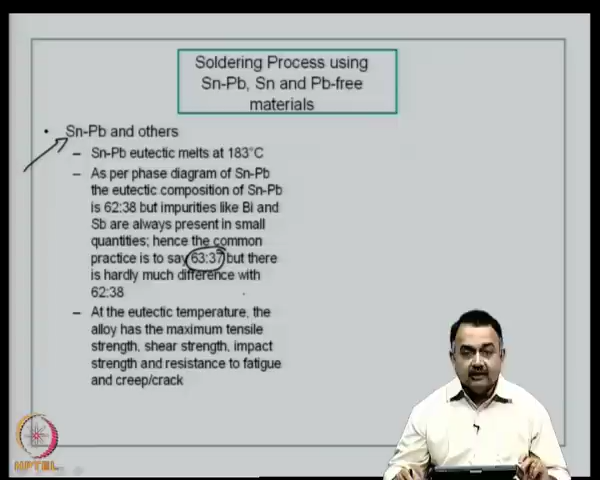 Soldering Process using
Sn-Pb, Sn and Pb-free
materials
• Sn-Pb and others
– Sn-Pb eutectic melts at 183°C
– As per phase diagram of Sn-Pb
the eutectic composition of Sn-Pb
is 62:38 but impurities like Bi and
Sb are always present in small
quantities; hence the common
practice is to say 63:37 but there
is hardly much difference with
62:38
– At the eutectic temperature, the
alloy has the maximum tensile
strength, shear strength, impact
strength and resistance to fatigue
and creep/crack
NPTEL